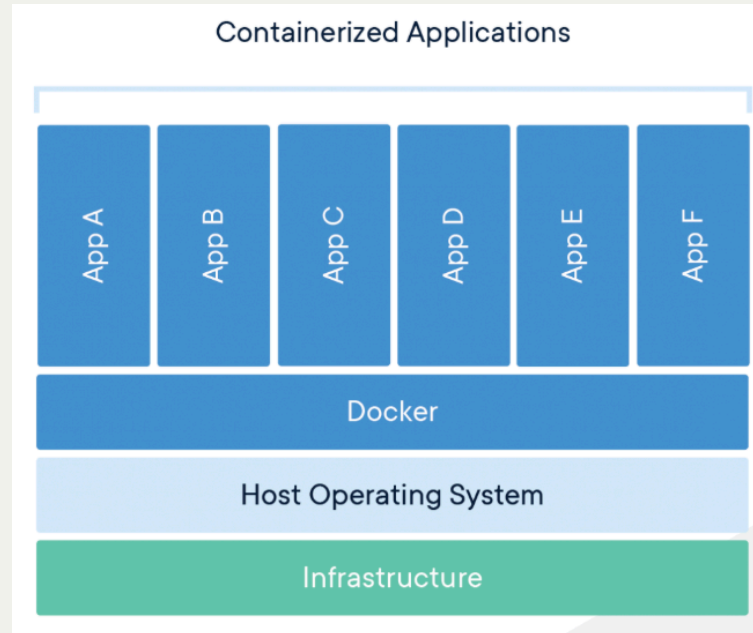 Containerized Applications
App A
App B
App C
App D
App E
App F
Docker
Host Operating System
Infrastructure